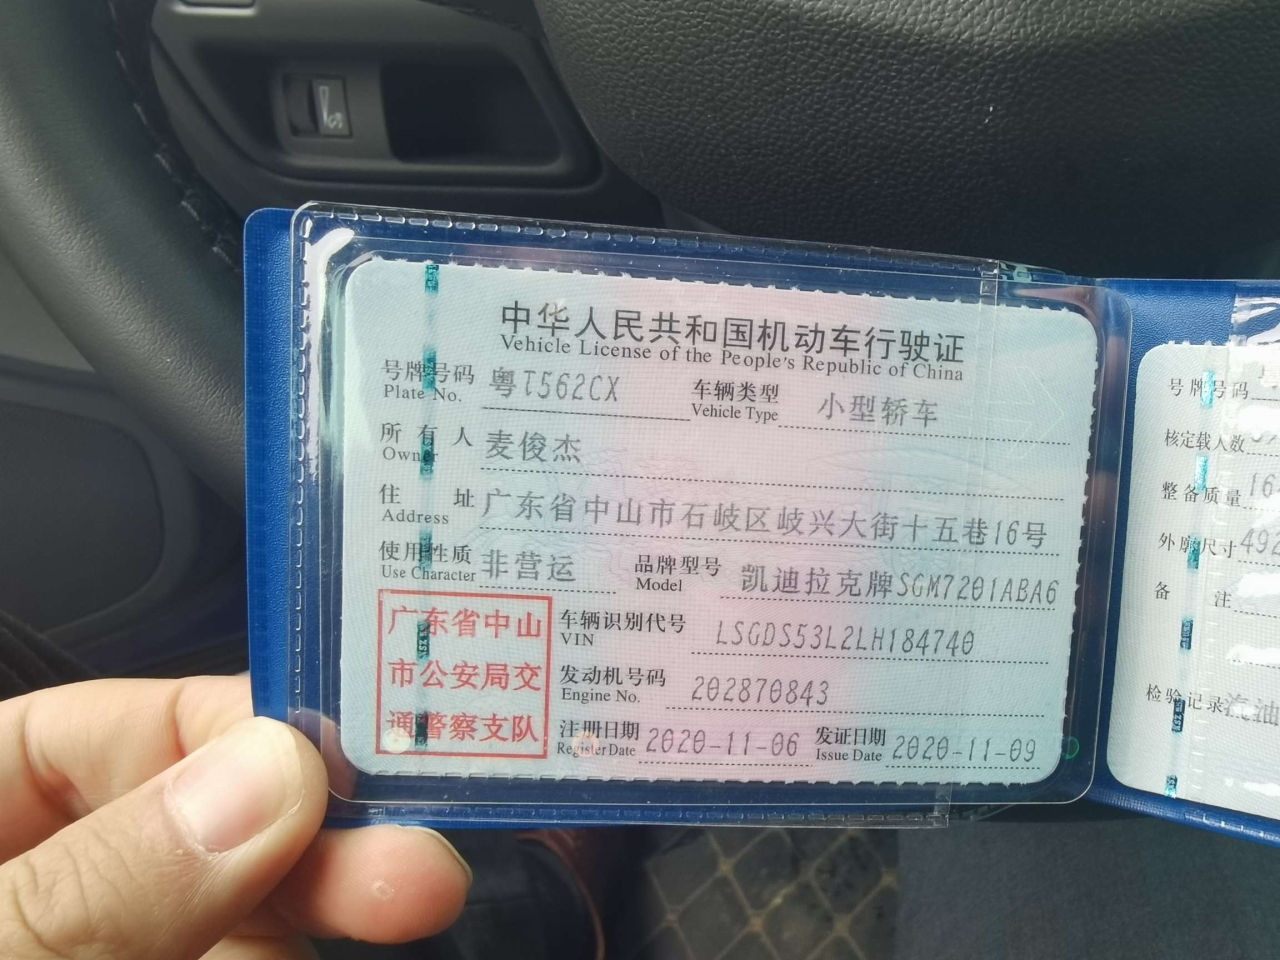 中华人民共和国机动车行驶证
Vehicle License of the People's Republic of China
号牌号码 粤T562CX 车辆类型 小型轿车
Plate No. Vehicle Type
所有人 麦俊杰
Owner
住址 广东省中山市石岐区岐兴大街十五巷16号
Address
使用性质 非营运 品牌型号 凯迪拉克牌SGM7201ABA6
Use Character Model
广东省中山
市公安局交
通警察支队
车辆识别代号 LSGDS53L2LH184740
VIN
发动机号码 202870843
Engine No.
注册日期 2020-11-06 发证日期 2020-11-09
Register Date Issue Date
号牌号码
核定载人数
整备质量 16
外廓尺寸 492
备注
检验记录 汽油